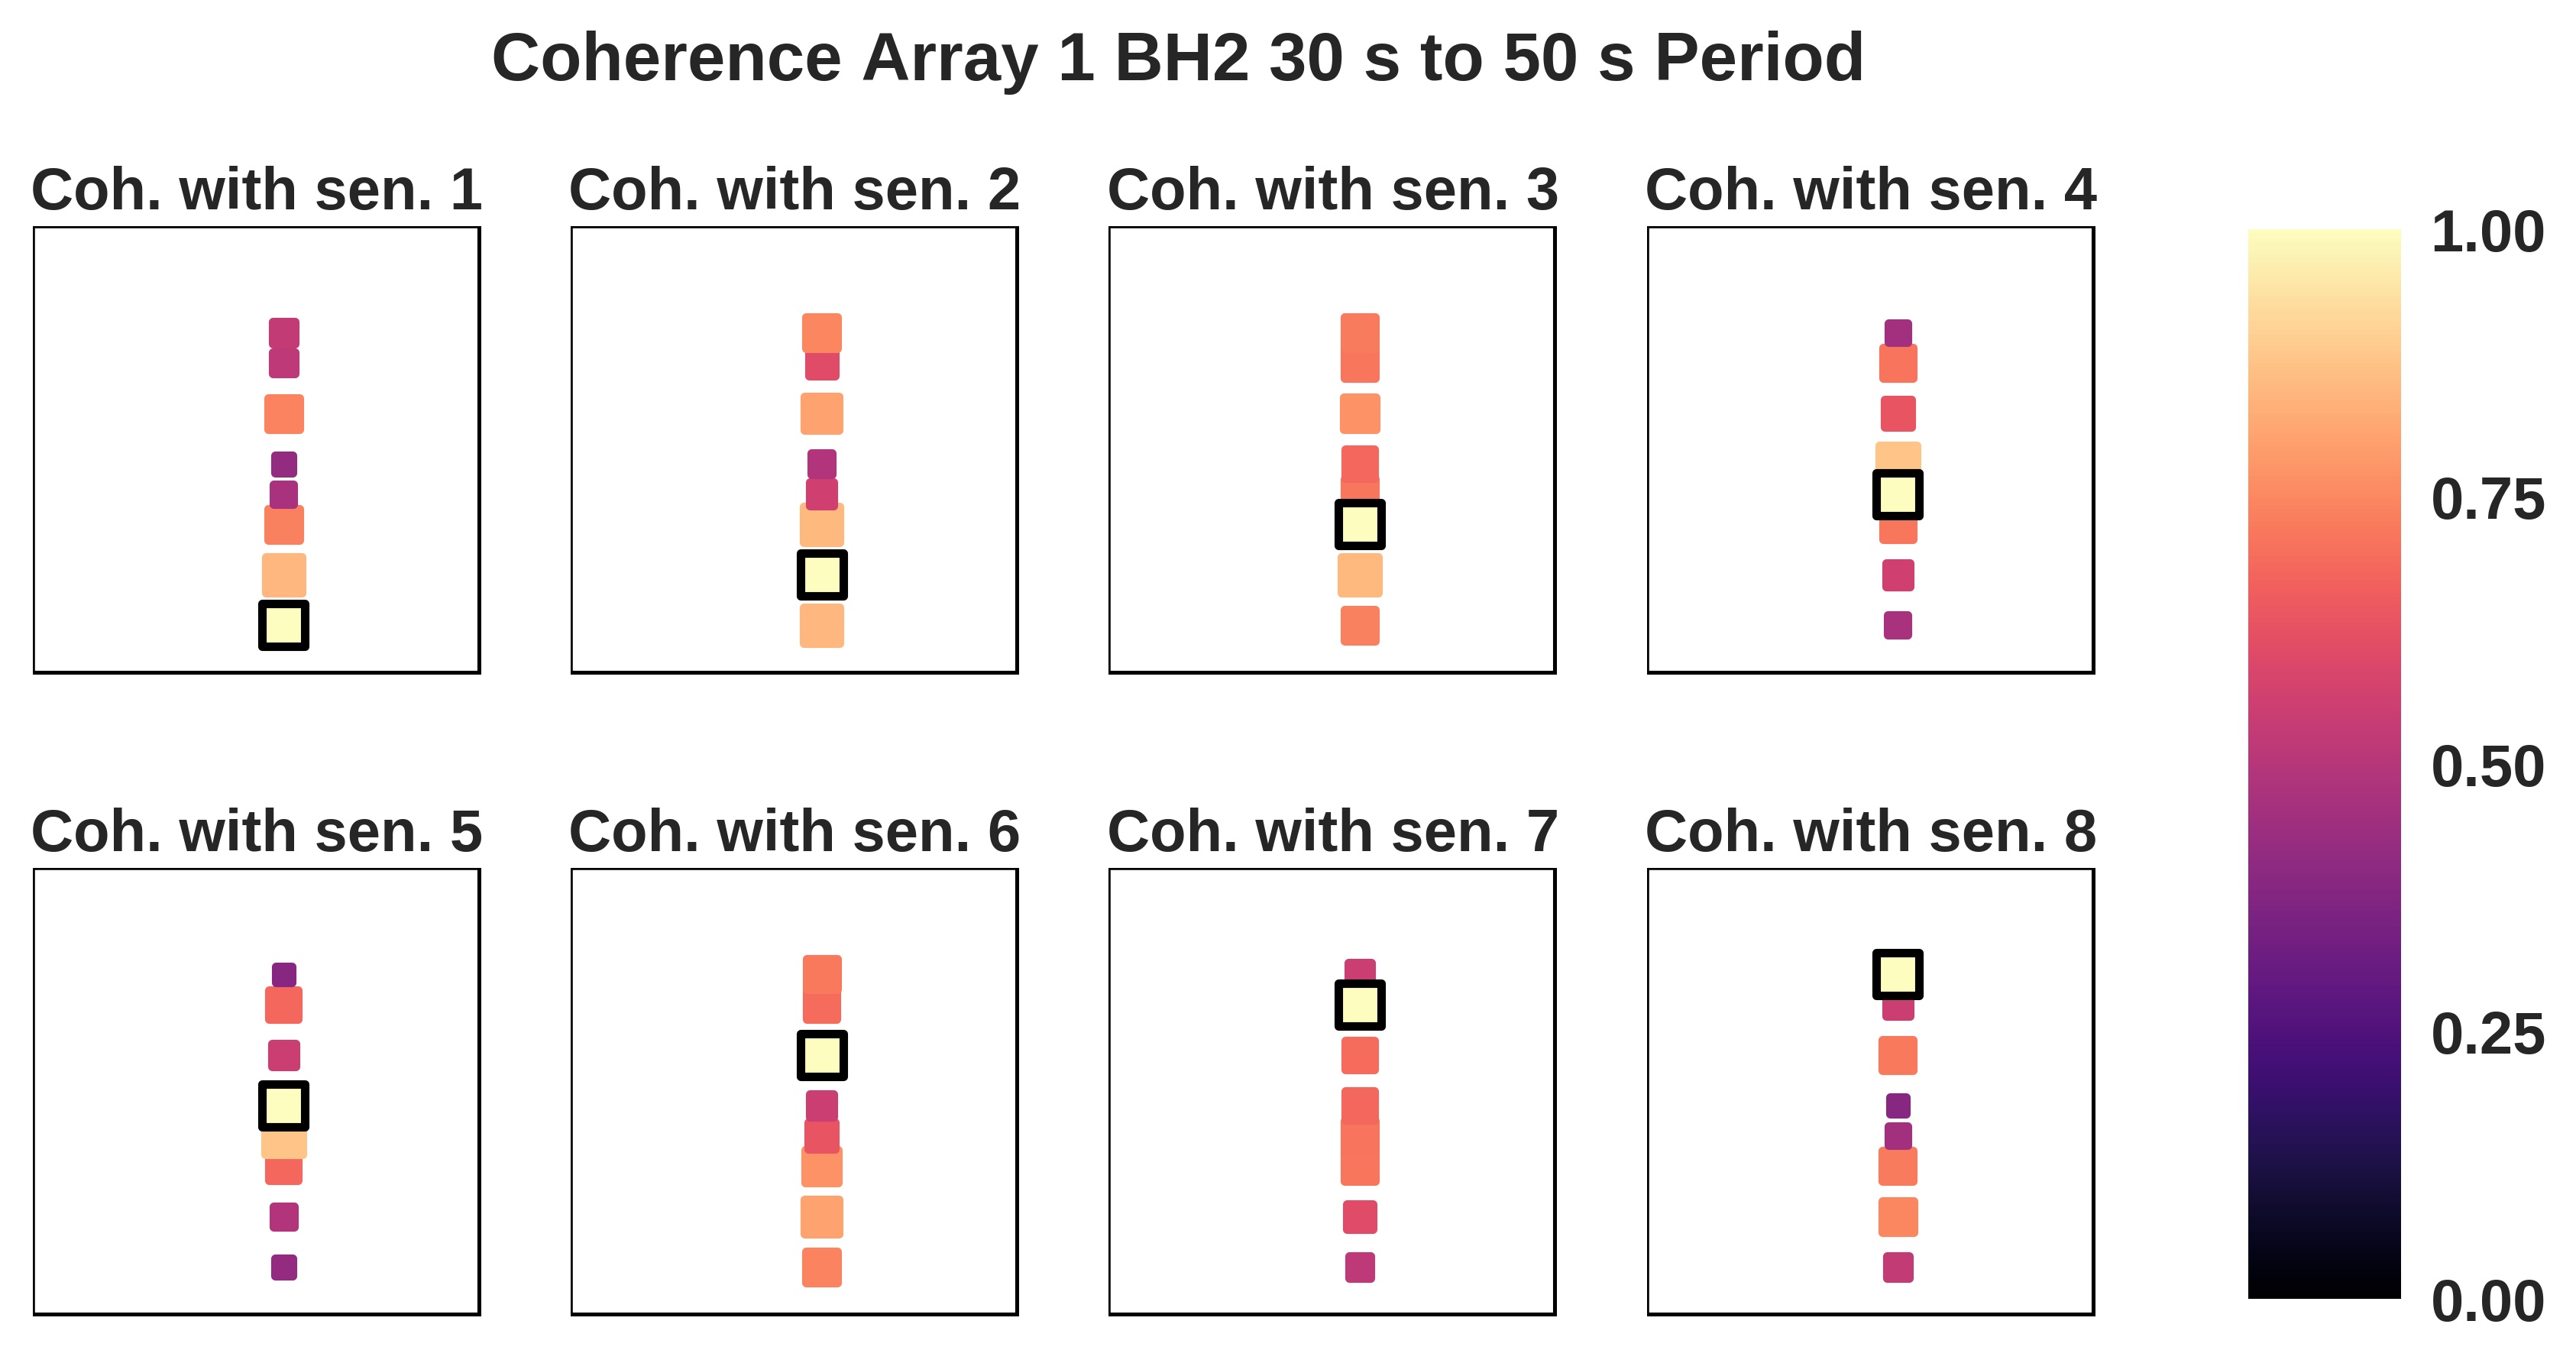 Coherence Array 1 BH2 30 s to 50 s Period
Coh. with sen. 1
Coh. with sen. 2
Coh. with sen. 3
Coh. with sen. 4
1.00
0.75
0.50
Coh. with sen. 5
Coh. with sen. 6
Coh. with sen. 7
Coh. with sen. 8
0.25
0.00